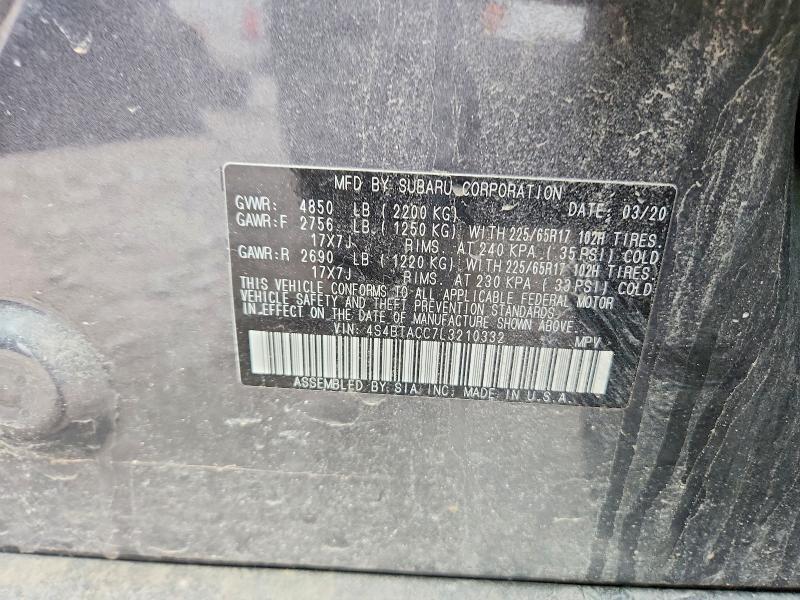 MFD BY SUBARU CORPORATION
GVWR: 4850 LB (2200 KG) DATE: 03/20
GAWR:F 2756 LB (1250 KG) WITH 225/65R17 102H TIRES.
17X7J RIMS. AT 240 KPA (35 PSI) COLD
GAWR:R 2690 LB (1220 KG) WITH 225/65R17 102H TIRES.
17X7J RIMS. AT 230 KPA (33 PSI) COLD
THIS VEHICLE CONFORMS TO ALL APPLICABLE FEDERAL MOTOR
VEHICLE SAFETY AND THEFT PREVENTION STANDARDS
IN EFFECT ON THE DATE OF MANUFACTURE SHOWN ABOVE.
VIN: 4S4BTACC7L3210332 MPV
ASSEMBLED BY SIA, INC. MADE IN U.S.A.